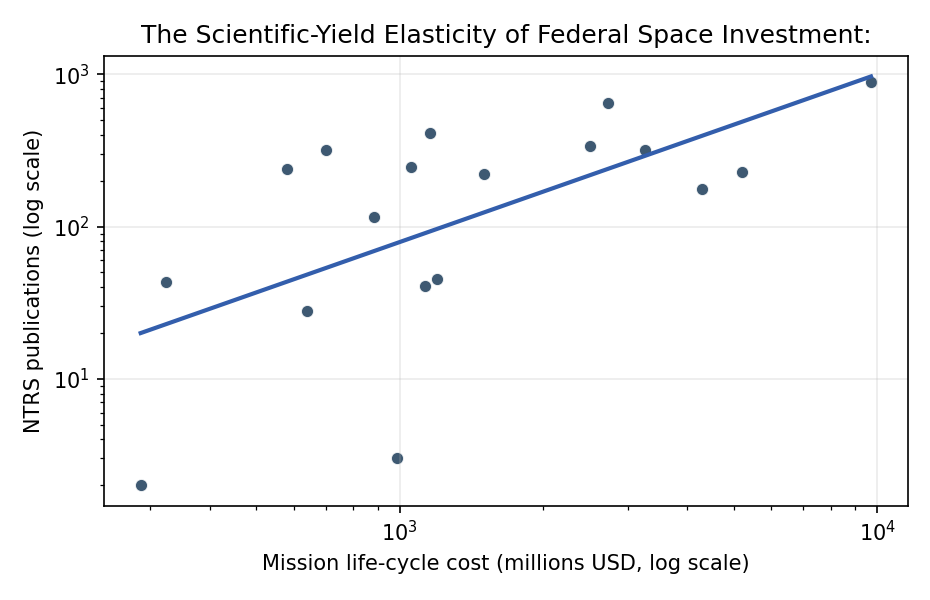 The Scientific-Yield Elasticity of Federal Space Investment:
NTRS publications (log scale)
10³
10²
10¹
10³
10⁴
Mission life-cycle cost (millions USD, log scale)